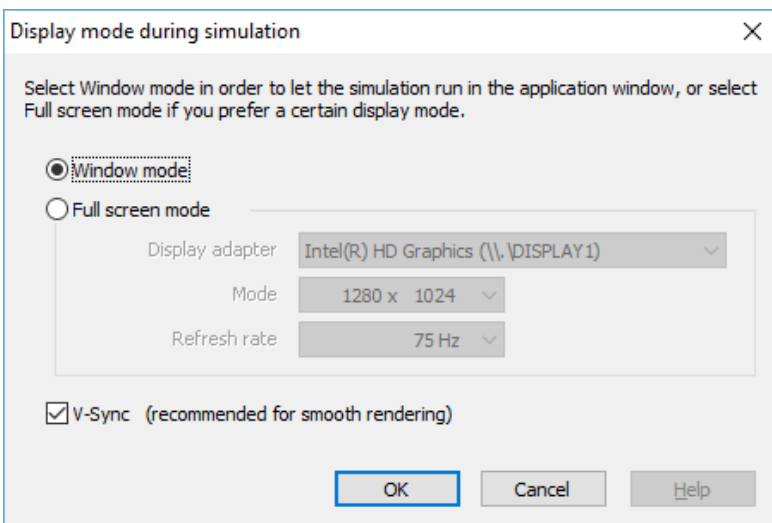 Display mode during simulation
Select Window mode in order to let the simulation run in the application window, or select
Full screen mode if you prefer a certain display mode.
Window mode
Full screen mode
Display adapter Intel(R) HD Graphics (\\.\DISPLAY1)
Mode 1280 x 1024
Refresh rate 75 Hz
V-Sync (recommended for smooth rendering)
OK Cancel Help